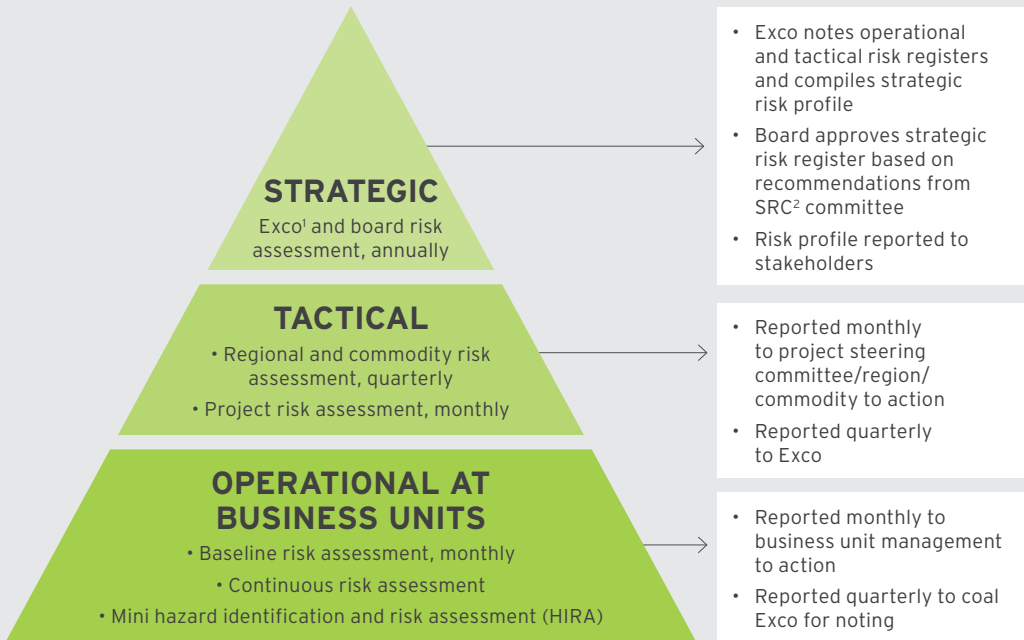 STRATEGIC
Exco¹ and board risk
assessment, annually
• Exco notes operational
and tactical risk registers
and compiles strategic
risk profile
• Board approves strategic
risk register based on
recommendations from
SRC² committee
• Risk profile reported to
stakeholders
TACTICAL
• Regional and commodity risk
assessment, quarterly
• Project risk assessment, monthly
• Reported monthly
to project steering
committee/region/
commodity to action
• Reported quarterly
to Exco
OPERATIONAL AT
BUSINESS UNITS
• Baseline risk assessment, monthly
• Continuous risk assessment
• Mini hazard identification and risk assessment (HIRA)
• Reported monthly to
business unit management
to action
• Reported quarterly to coal
Exco for noting